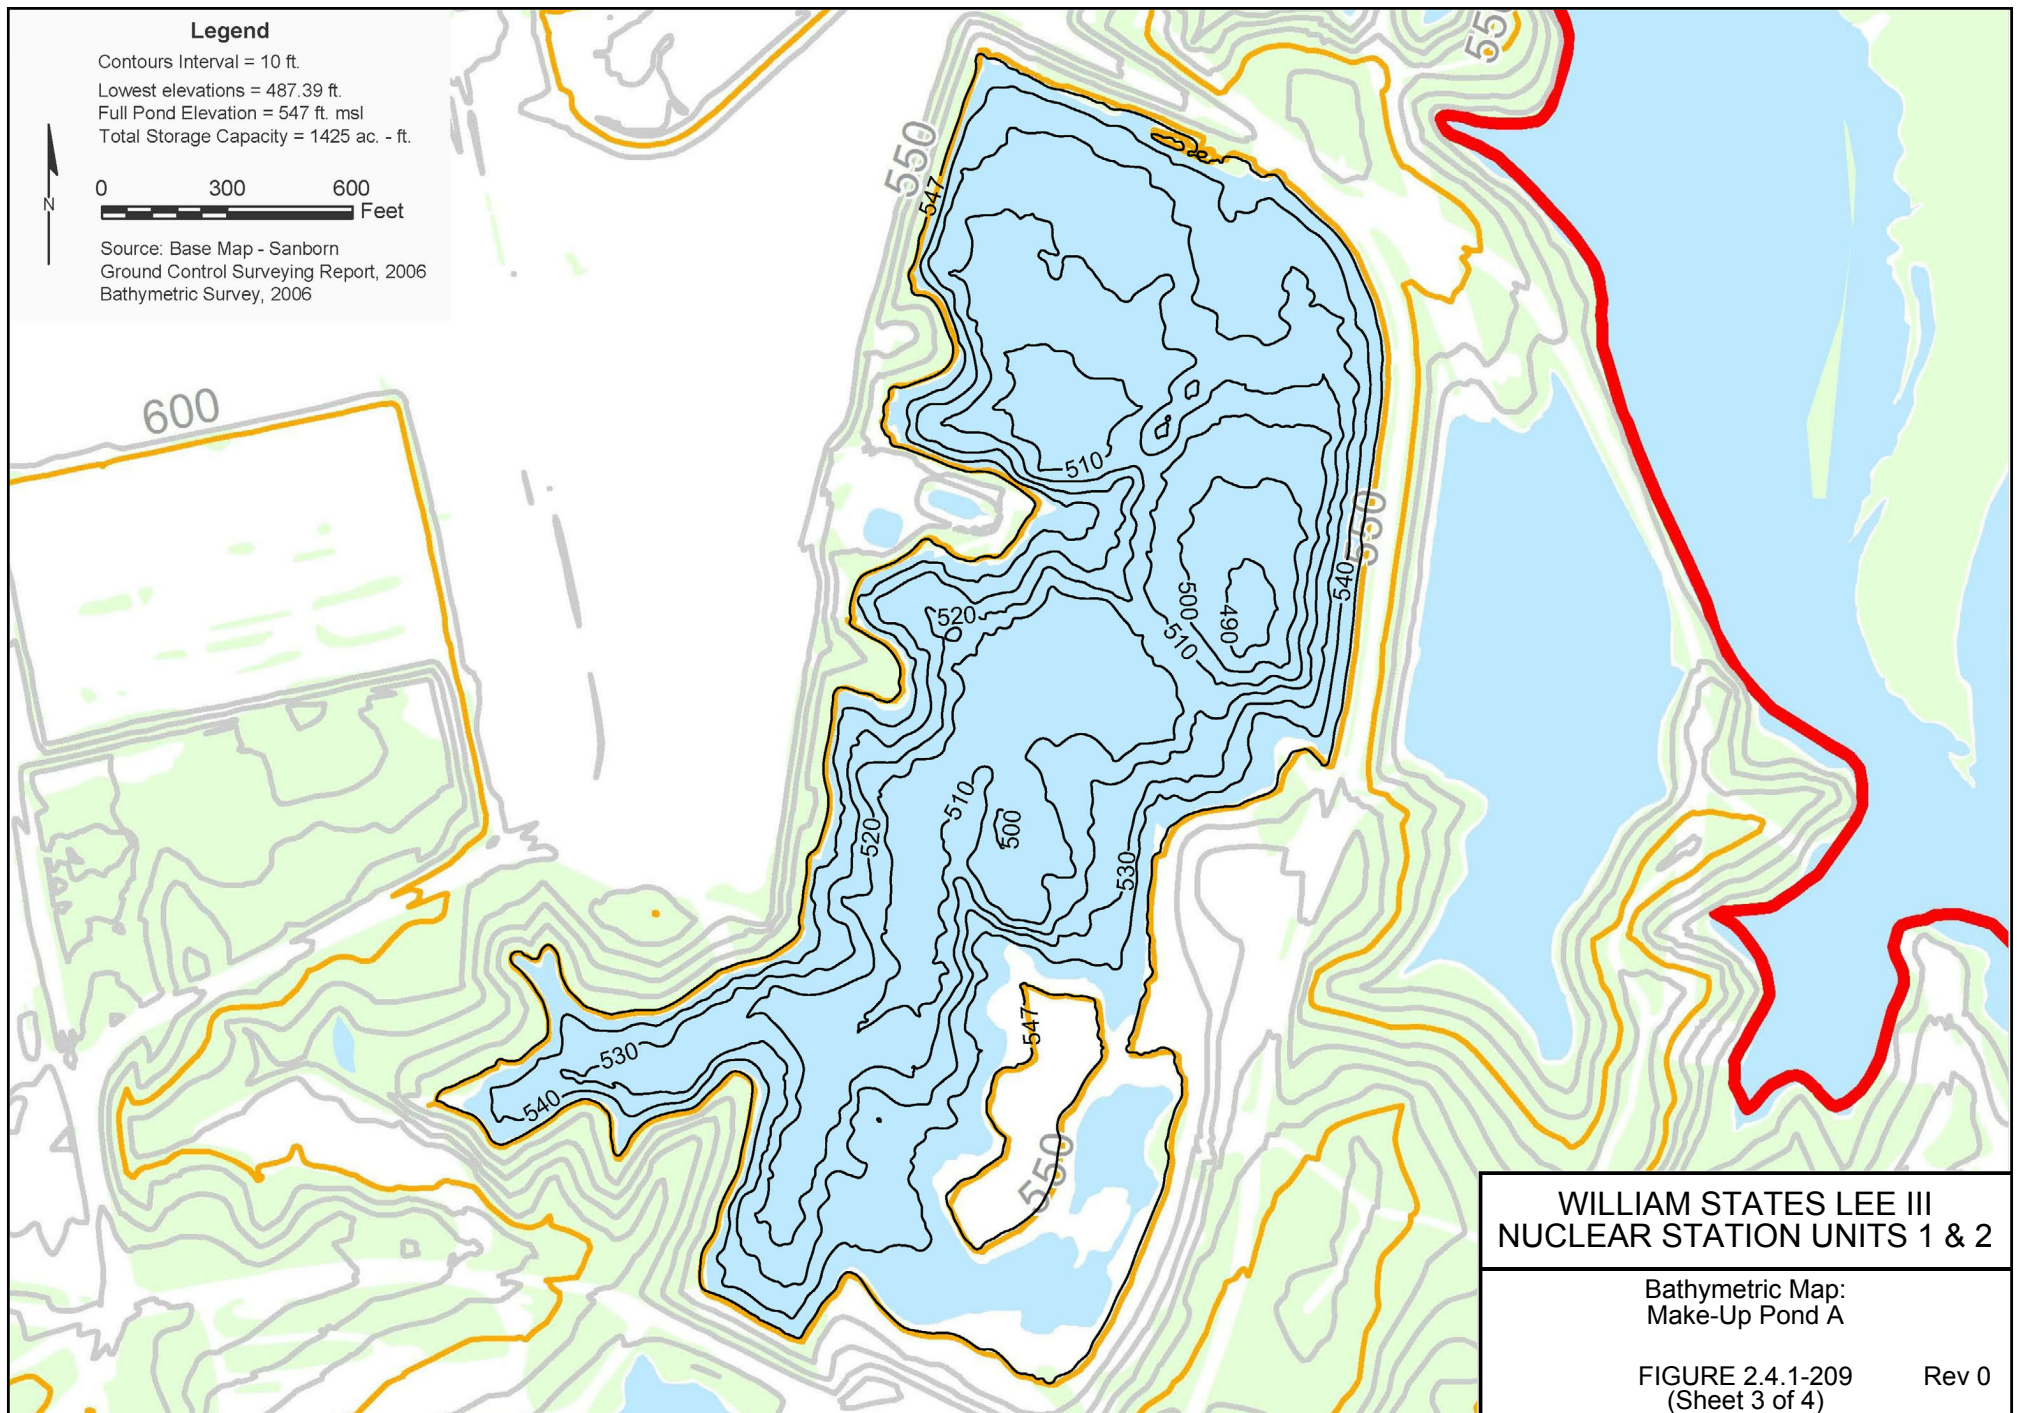 Legend
Contours Interval = 10 ft.
Lowest elevations = 487.39 ft.
Full Pond Elevation = 547 ft. msl
Total Storage Capacity = 1425 ac. - ft.
0 300 600
Feet
N
Source: Base Map - Sanborn
Ground Control Surveying Report, 2006
Bathymetric Survey, 2006
550
550
547
600
510
550
540
500
490
520
510
510
500
520
530
547
530
540
550
WILLIAM STATES LEE III
NUCLEAR STATION UNITS 1 & 2
Bathymetric Map:
Make-Up Pond A
FIGURE 2.4.1-209 Rev 0
(Sheet 3 of 4)